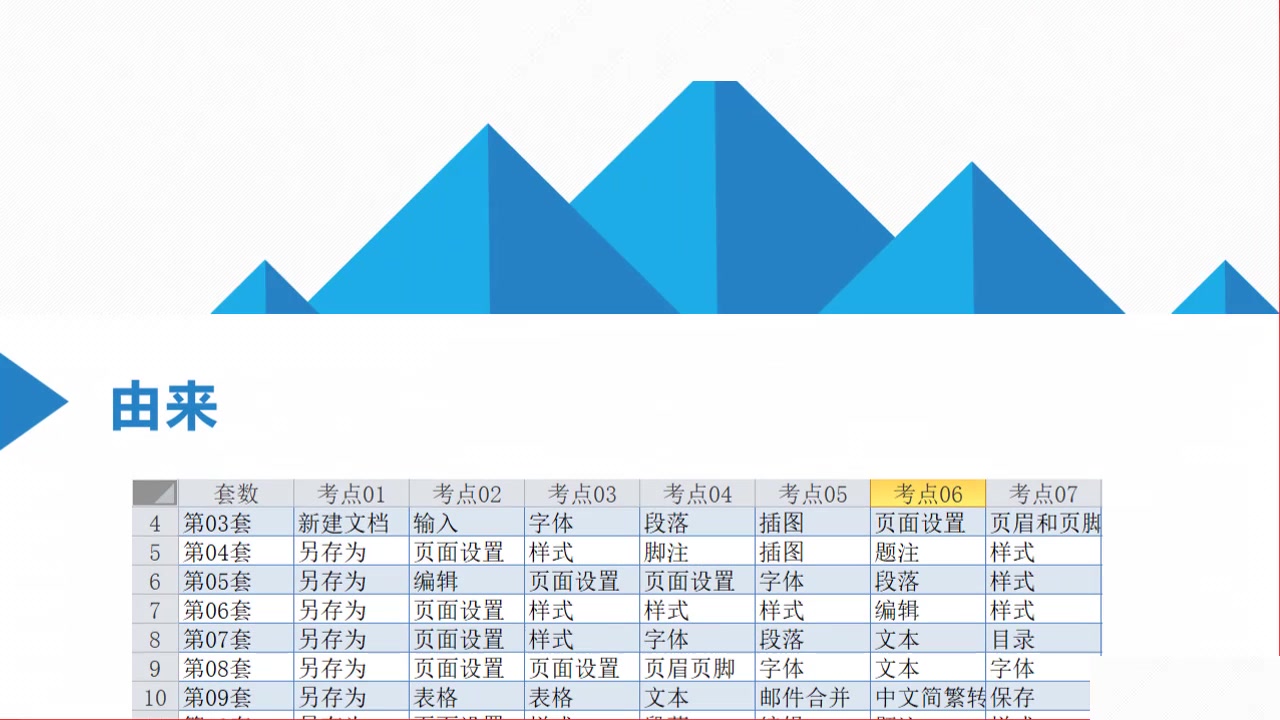 由来
套数 考点01 考点02 考点03 考点04 考点05 考点06 考点07
4 第03套 新建文档 输入 字体 段落 插图 页面设置 页眉和页脚
5 第04套 另存为 页面设置 样式 脚注 插图 题注 样式
6 第05套 另存为 编辑 页面设置 页面设置 字体 段落 样式
7 第06套 另存为 页面设置 样式 样式 样式 编辑 样式
8 第07套 另存为 页面设置 样式 字体 段落 文本 目录
9 第08套 另存为 页面设置 页面设置 页眉页脚 字体 文本 字体
10 第09套 另存为 表格 表格 文本 邮件合并 中文简繁转 保存